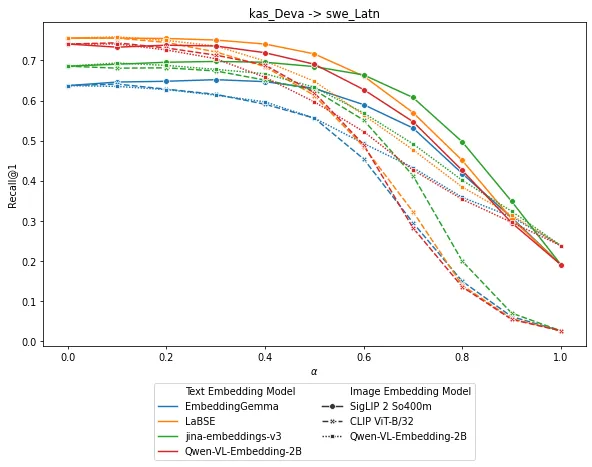 kas_Deva -> swe_Latn
Recall@1
0.7
0.6
0.5
0.4
0.3
0.2
0.1
0.0
0.0 0.2 0.4 0.6 0.8 1.0
α
Text Embedding Model
EmbeddingGemma
LaBSE
jina-embeddings-v3
Qwen-VL-Embedding-2B
Image Embedding Model
SigLIP 2 So400m
CLIP ViT-B/32
Qwen-VL-Embedding-2B